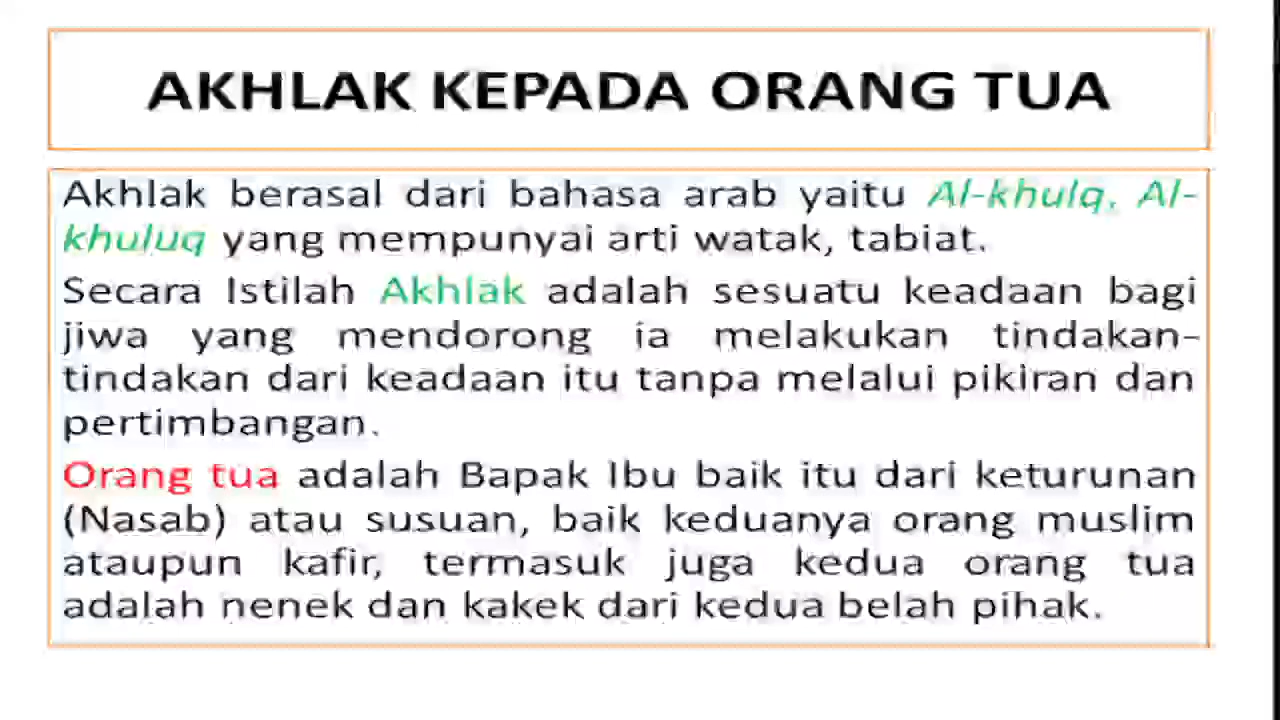 AKHLAK KEPADA ORANG TUA
Akhlak berasal dari bahasa arab yaitu Al-khulq, Al-
khuluq yang mempunyai arti watak, tabiat.
Secara Istilah Akhlak adalah sesuatu keadaan bagi
jiwa yang mendorong ia melakukan tindakan-
tindakan dari keadaan itu tanpa melalui pikiran dan
pertimbangan.
Orang tua adalah Bapak Ibu baik itu dari keturunan
(Nasab) atau susuan, baik keduanya orang muslim
ataupun kafir, termasuk juga kedua orang tua
adalah nenek dan kakek dari kedua belah pihak.